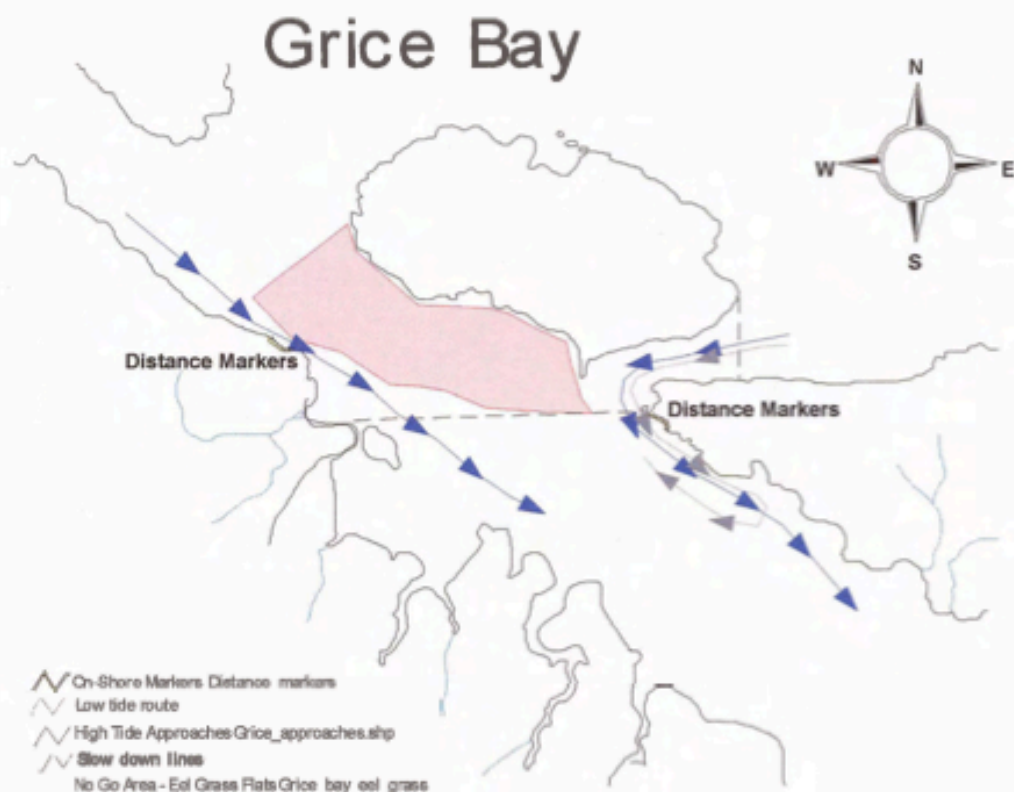 Grice Bay
N
W
E
S
Distance Markers
Distance Markers
On-Shore Markers Distance markers
Low tide route
High Tide Approaches Grice_approaches.shp
Slow down lines
No Go Area - Eel Grass Flats Grice bay eel grass